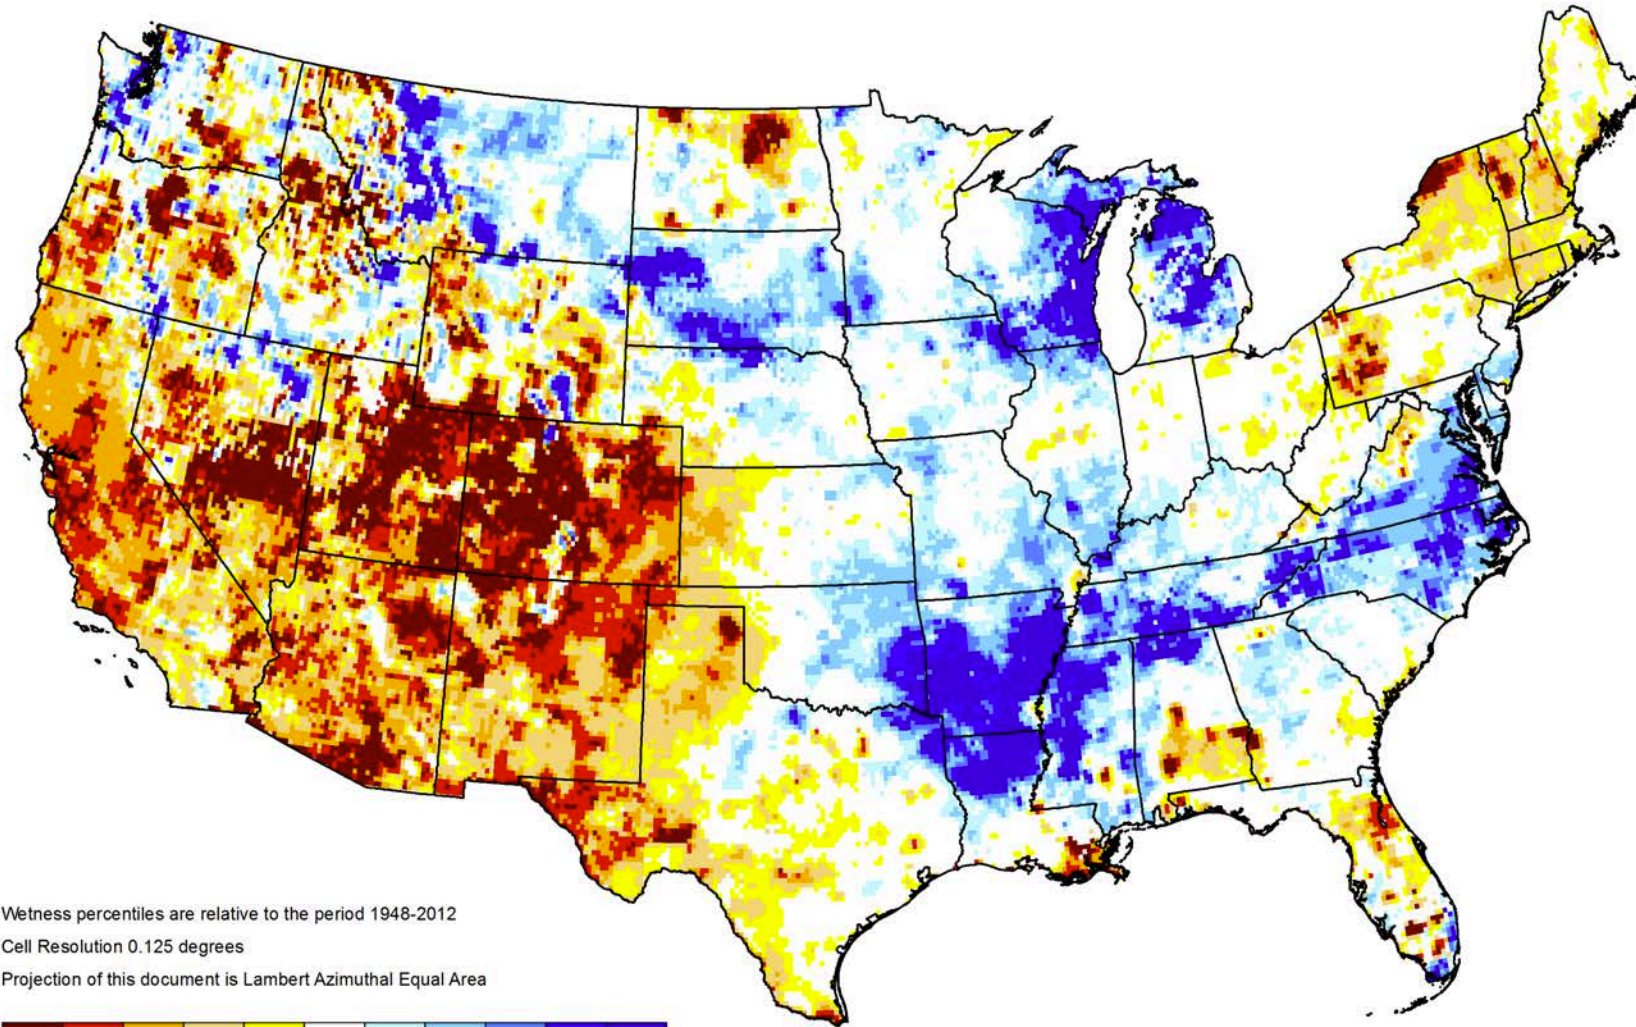 Wetness percentiles are relative to the period 1948-2012
Cell Resolution 0.125 degrees
Projection of this document is Lambert Azimuthal Equal Area